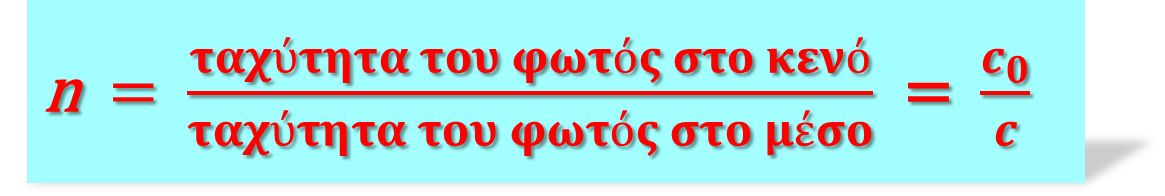 n = ταχύτητα του φωτός στο κενό / ταχύτητα του φωτός στο μέσο = c₀ / c